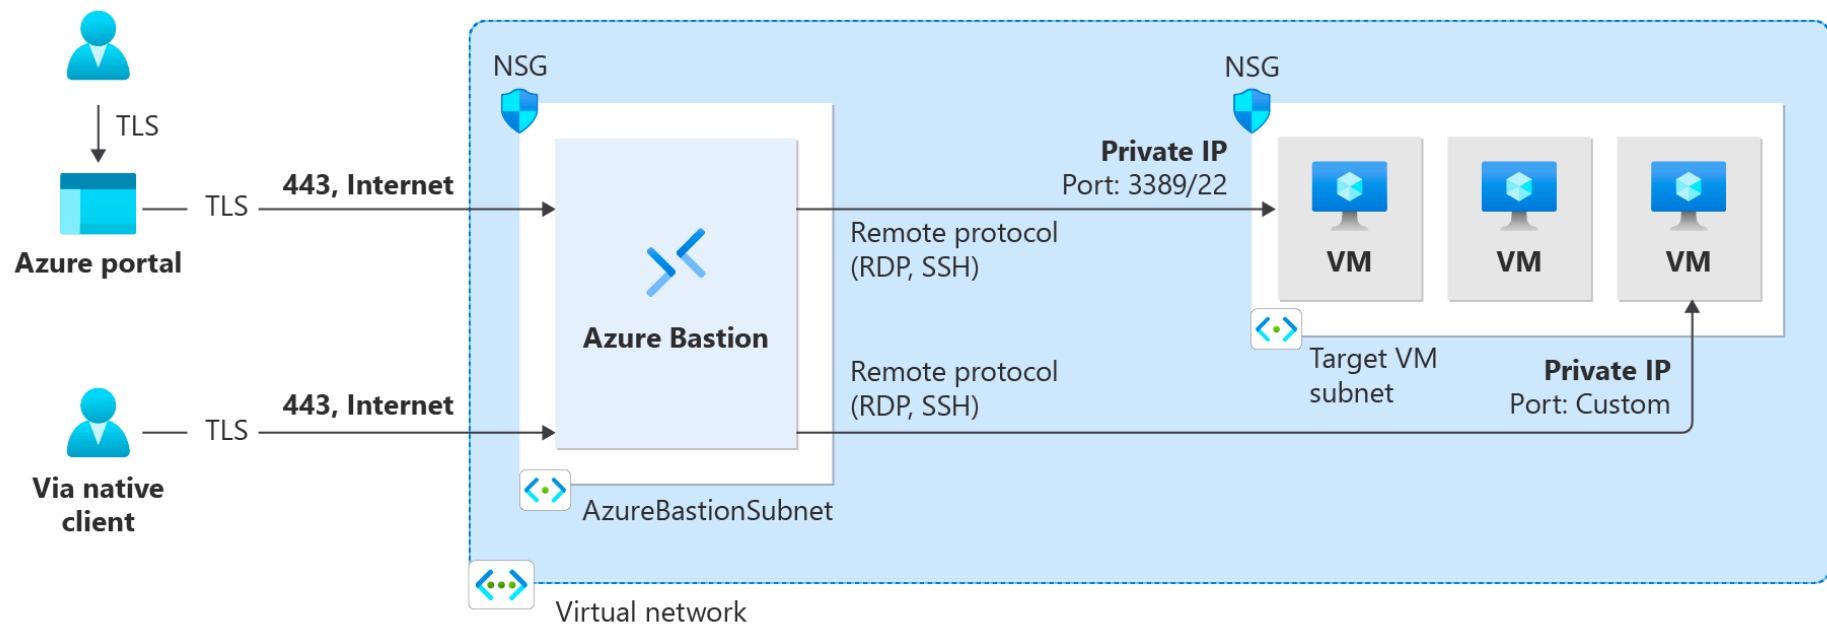 TLS
Azure portal
TLS
443, Internet
Via native
client
TLS
443, Internet
NSG
Azure Bastion
AzureBastionSubnet
Virtual network
Private IP
Port: 3389/22
Remote protocol
(RDP, SSH)
Remote protocol
(RDP, SSH)
NSG
VM
VM
VM
Target VM
subnet
Private IP
Port: Custom